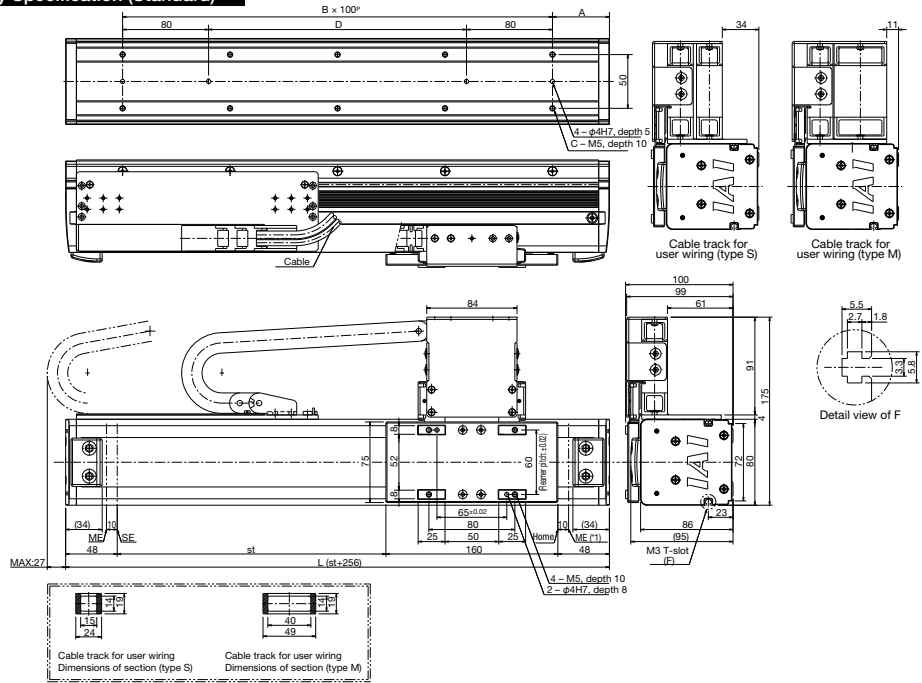 Specification (Standard)
B × 100ᴾ
A
80
D
80
50
4 – φ4H7, depth 5
C – M5, depth 10
34
11
Cable track for
user wiring (type S)
Cable track for
user wiring (type M)
Cable
84
100
99
61
91
175
4
72
80
23
86
(95)
M3 T-slot
(F)
5.5
2.7
1.8
3.3
5.8
Detail view of F
75
8
52
8
60
(Reamer pitch ±0.02)
65±0.02
80
25
50
25
(34)
10
ME
SE
48
st
160
Home
10
(34)
ME (*1)
48
MAX:27
L (st+256)
4 – M5, depth 10
2 – φ4H7, depth 8
14
19
15
24
14
19
40
49
Cable track for user wiring
Dimensions of section (type S)
Cable track for user wiring
Dimensions of section (type M)